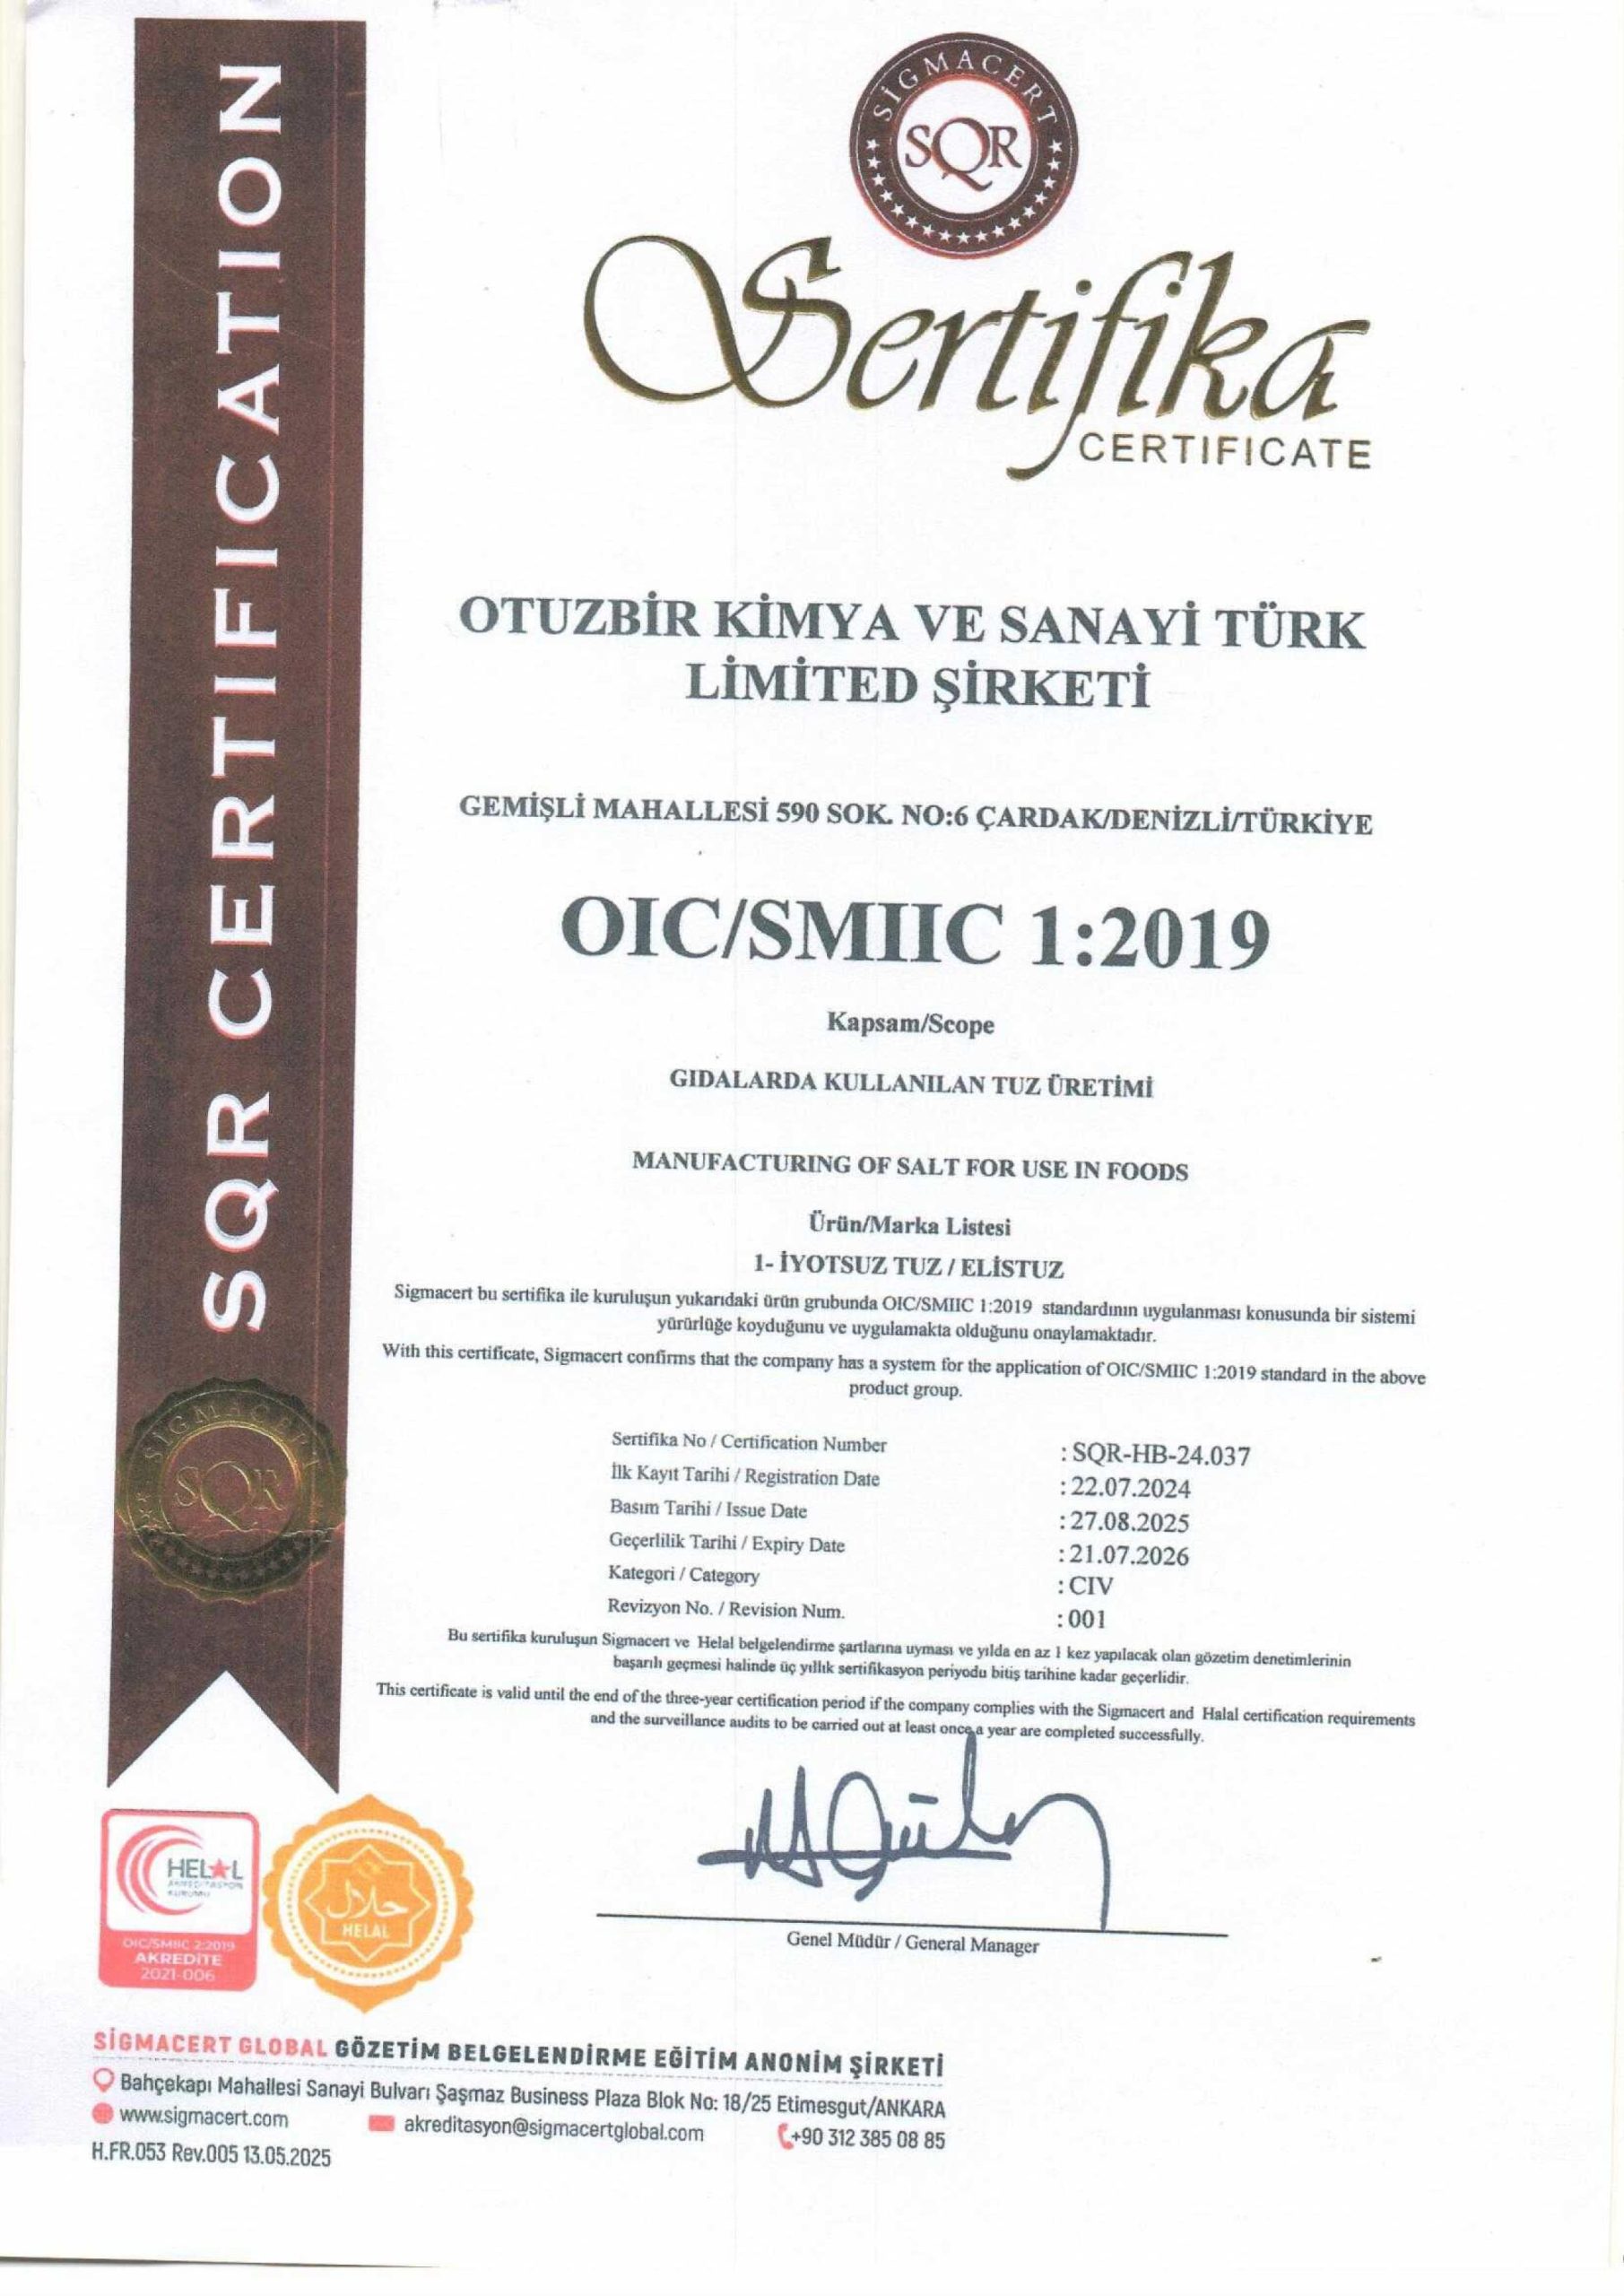 SQR CERTIFICATION
SİGMACERT
SQR
Sertifika
CERTIFICATE
OTUZBİR KİMYA VE SANAYİ TÜRK
LİMİTED ŞİRKETİ
GEMİŞLİ MAHALLESİ 590 SOK. NO:6 ÇARDAK/DENİZLİ/TÜRKİYE
OIC/SMIIC 1:2019
Kapsam/Scope
GIDALARDA KULLANILAN TUZ ÜRETİMİ
MANUFACTURING OF SALT FOR USE IN FOODS
Ürün/Marka Listesi
1- İYOTSUZ TUZ / ELİSTUZ
Sigmacert bu sertifika ile kuruluşun yukarıdaki ürün grubunda OIC/SMIIC 1:2019 standardının uygulanması konusunda bir sistemi
yürürlüğe koyduğunu ve uygulamakta olduğunu onaylamaktadır.
With this certificate, Sigmacert confirms that the company has a system for the application of OIC/SMIIC 1:2019 standard in the above
product group.
Sertifika No / Certification Number : SQR-HB-24.037
İlk Kayıt Tarihi / Registration Date : 22.07.2024
Basım Tarihi / Issue Date : 27.08.2025
Geçerlilik Tarihi / Expiry Date : 21.07.2026
Kategori / Category : CIV
Revizyon No. / Revision Num. : 001
Bu sertifika kuruluşun Sigmacert ve Helal belgelendirme şartlarına uyması ve yılda en az 1 kez yapılacak olan gözetim denetimlerinin
başarılı geçmesi halinde üç yıllık sertifikasyon periyodu bitiş tarihine kadar geçerlidir.
This certificate is valid until the end of the three-year certification period if the company complies with the Sigmacert and Halal certification requirements
and the surveillance audits to be carried out at least once a year are completed successfully.
SIGMACERT
SQR
Genel Müdür / General Manager
HELAL
AKREDİTASYON
KURUMU
OIC/SMIIC 2:2019
AKREDİTE
2021-006
حلال
HELAL
SİGMACERT GLOBAL GÖZETİM BELGELENDİRME EĞİTİM ANONİM ŞİRKETİ
Bahçekapı Mahallesi Sanayi Bulvarı Şaşmaz Business Plaza Blok No: 18/25 Etimesgut/ANKARA
www.sigmacert.com akreditasyon@sigmacertglobal.com +90 312 385 08 85
H.FR.053 Rev.005 13.05.2025